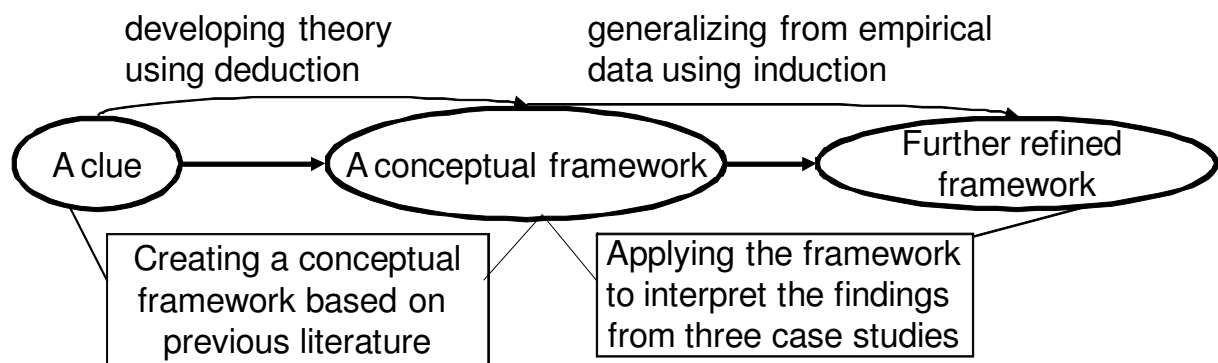 developing theory
using deduction
generalizing from empirical
data using induction
A clue
A conceptual framework
Further refined
framework
Creating a conceptual
framework based on
previous literature
Applying the framework
to interpret the findings
from three case studies